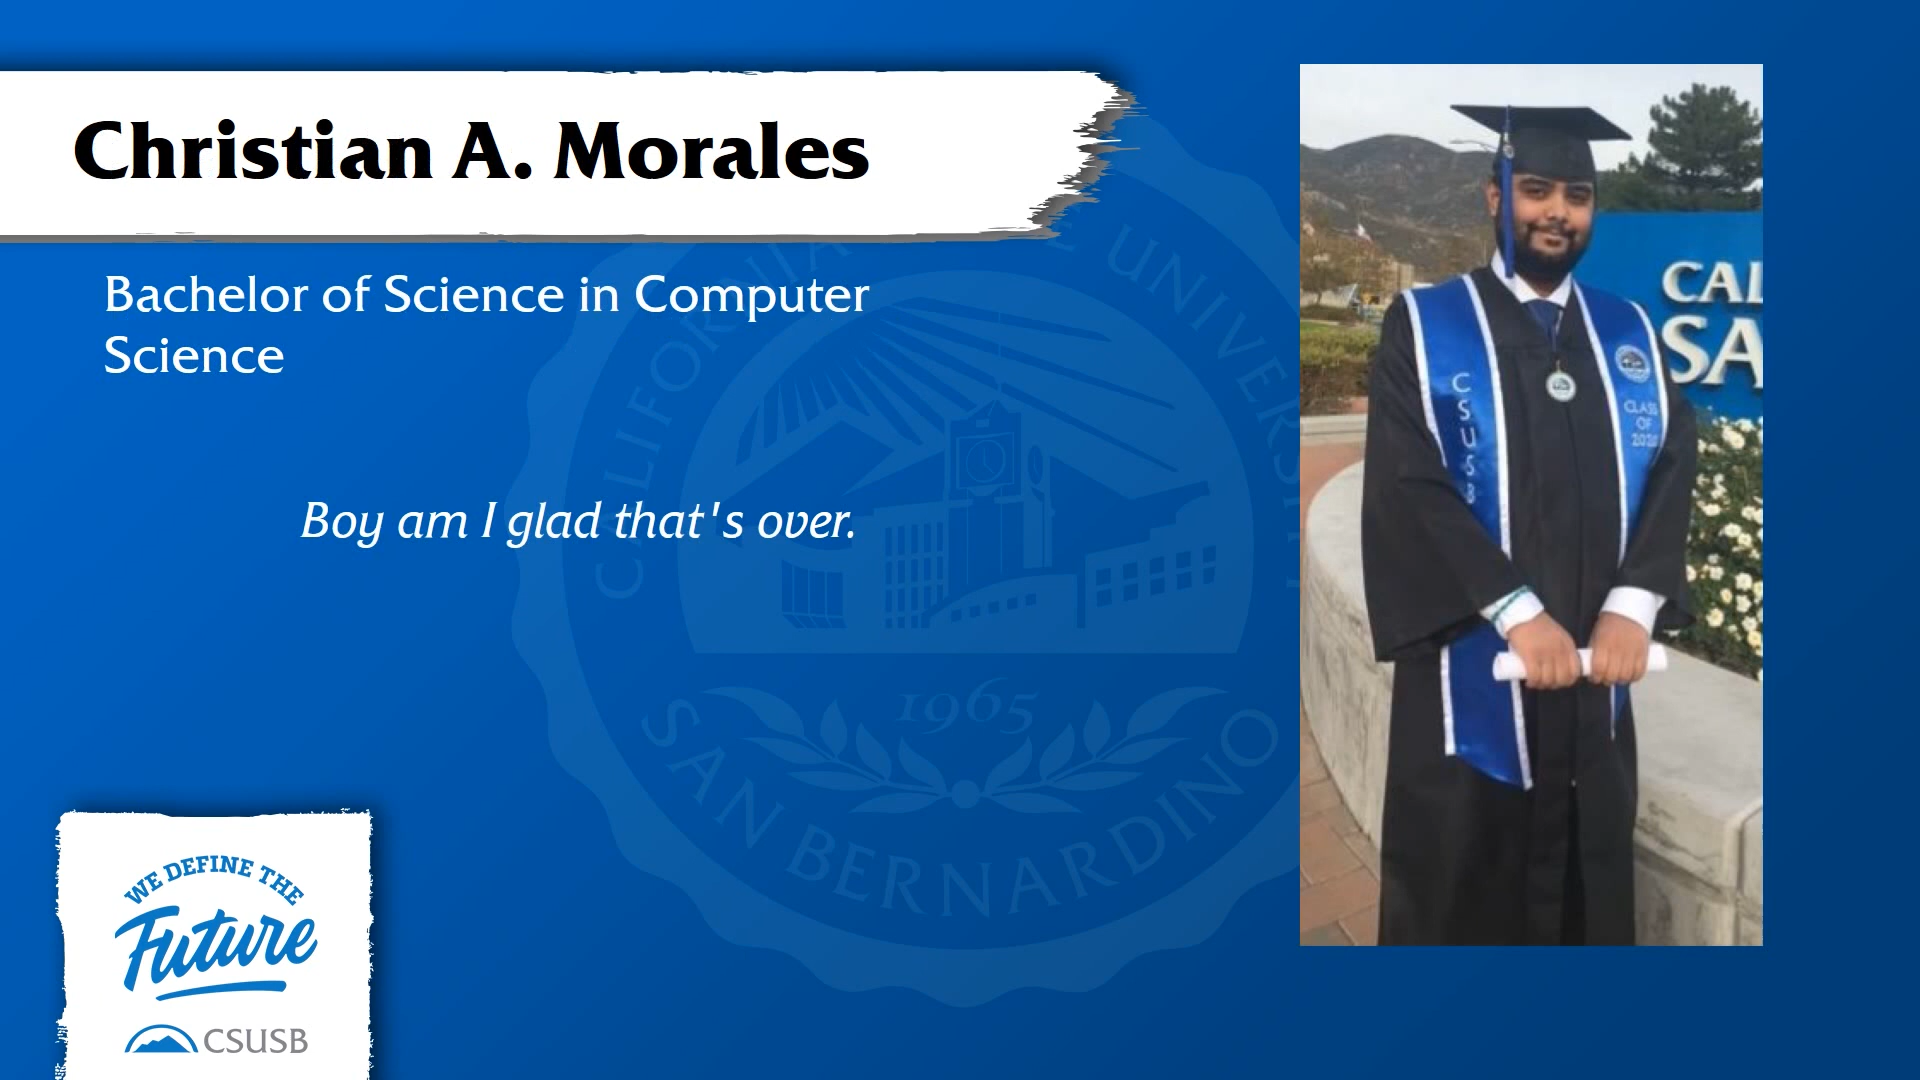 Christian A. Morales
Bachelor of Science in Computer
Science
Boy am I glad that's over.
CALIFORNIA STATE UNIVERSITY
1965
SAN BERNARDINO
WE DEFINE THE
Future
CSUSB
CAL
SA
CSUSB
CLASS
OF